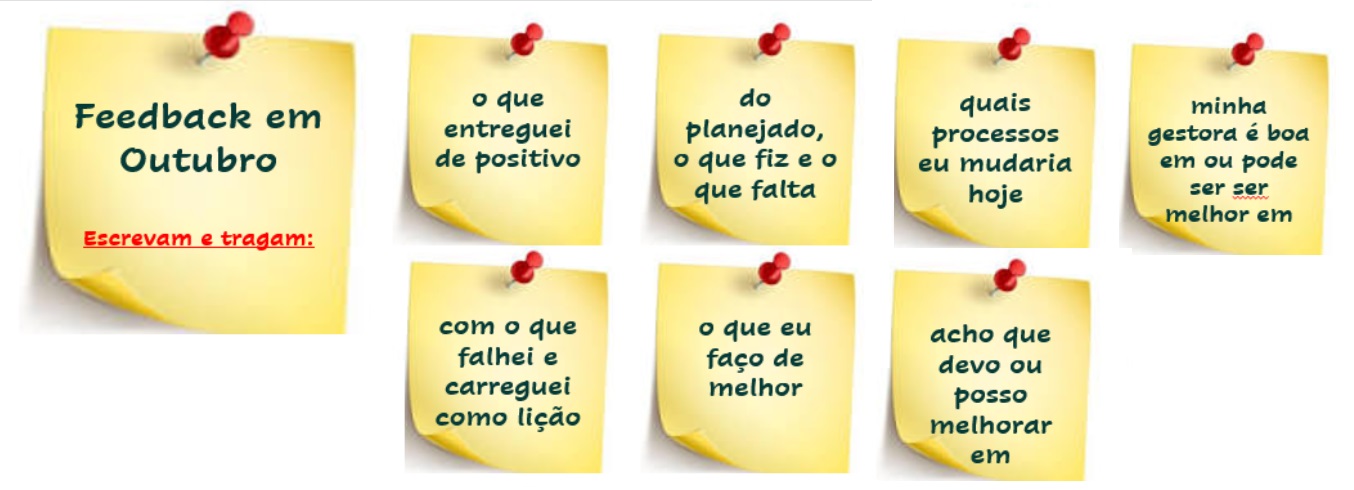 Feedback em
Outubro
Escrevam e tragam:
o que
entreguei
de positivo
do
planejado,
o que fiz e o
que falta
quais
processos
eu mudaria
hoje
minha
gestora é boa
em ou pode
ser ser
melhor em
com o que
falhei e
carreguei
como lição
o que eu
faço de
melhor
acho que
devo ou
posso
melhorar
em